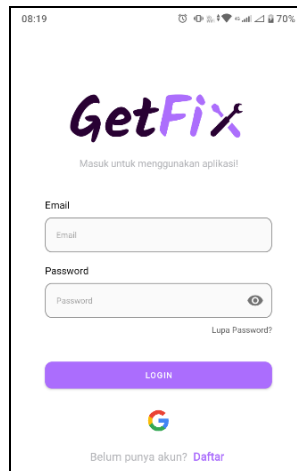 08:19 70%
GetFix
Masuk untuk menggunakan aplikasi!
Email
Email
Password
Password
Lupa Password?
LOGIN
G
Belum punya akun? Daftar